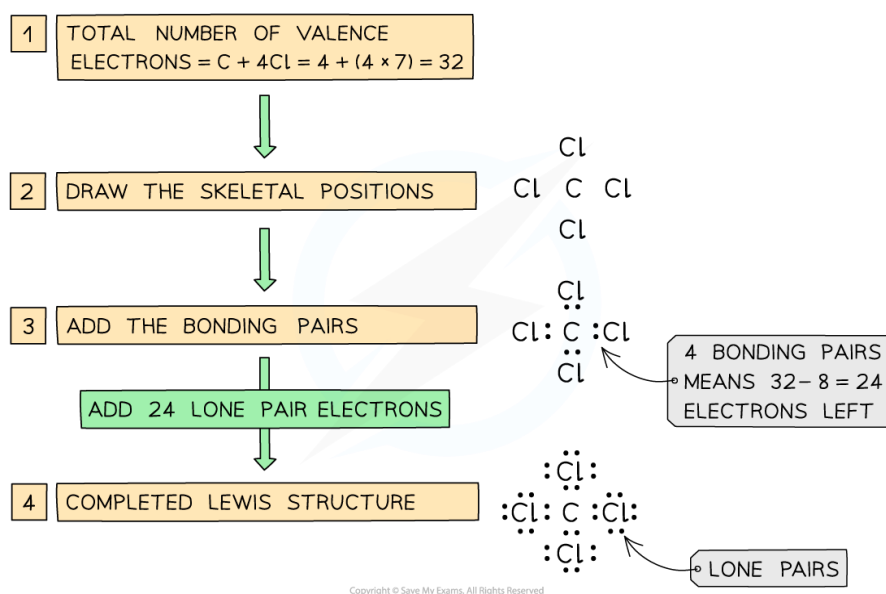 1
TOTAL NUMBER OF VALENCE
ELECTRONS = C + 4Cl = 4 + (4 × 7) = 32
2
DRAW THE SKELETAL POSITIONS
Cl
Cl C Cl
Cl
3
ADD THE BONDING PAIRS
Cl
Cl : C : Cl
Cl
4 BONDING PAIRS
MEANS 32 – 8 = 24
ELECTRONS LEFT
ADD 24 LONE PAIR ELECTRONS
4
COMPLETED LEWIS STRUCTURE
:Cl:
:Cl: C :Cl:
:Cl:
LONE PAIRS
Copyright © Save My Exams. All Rights Reserved